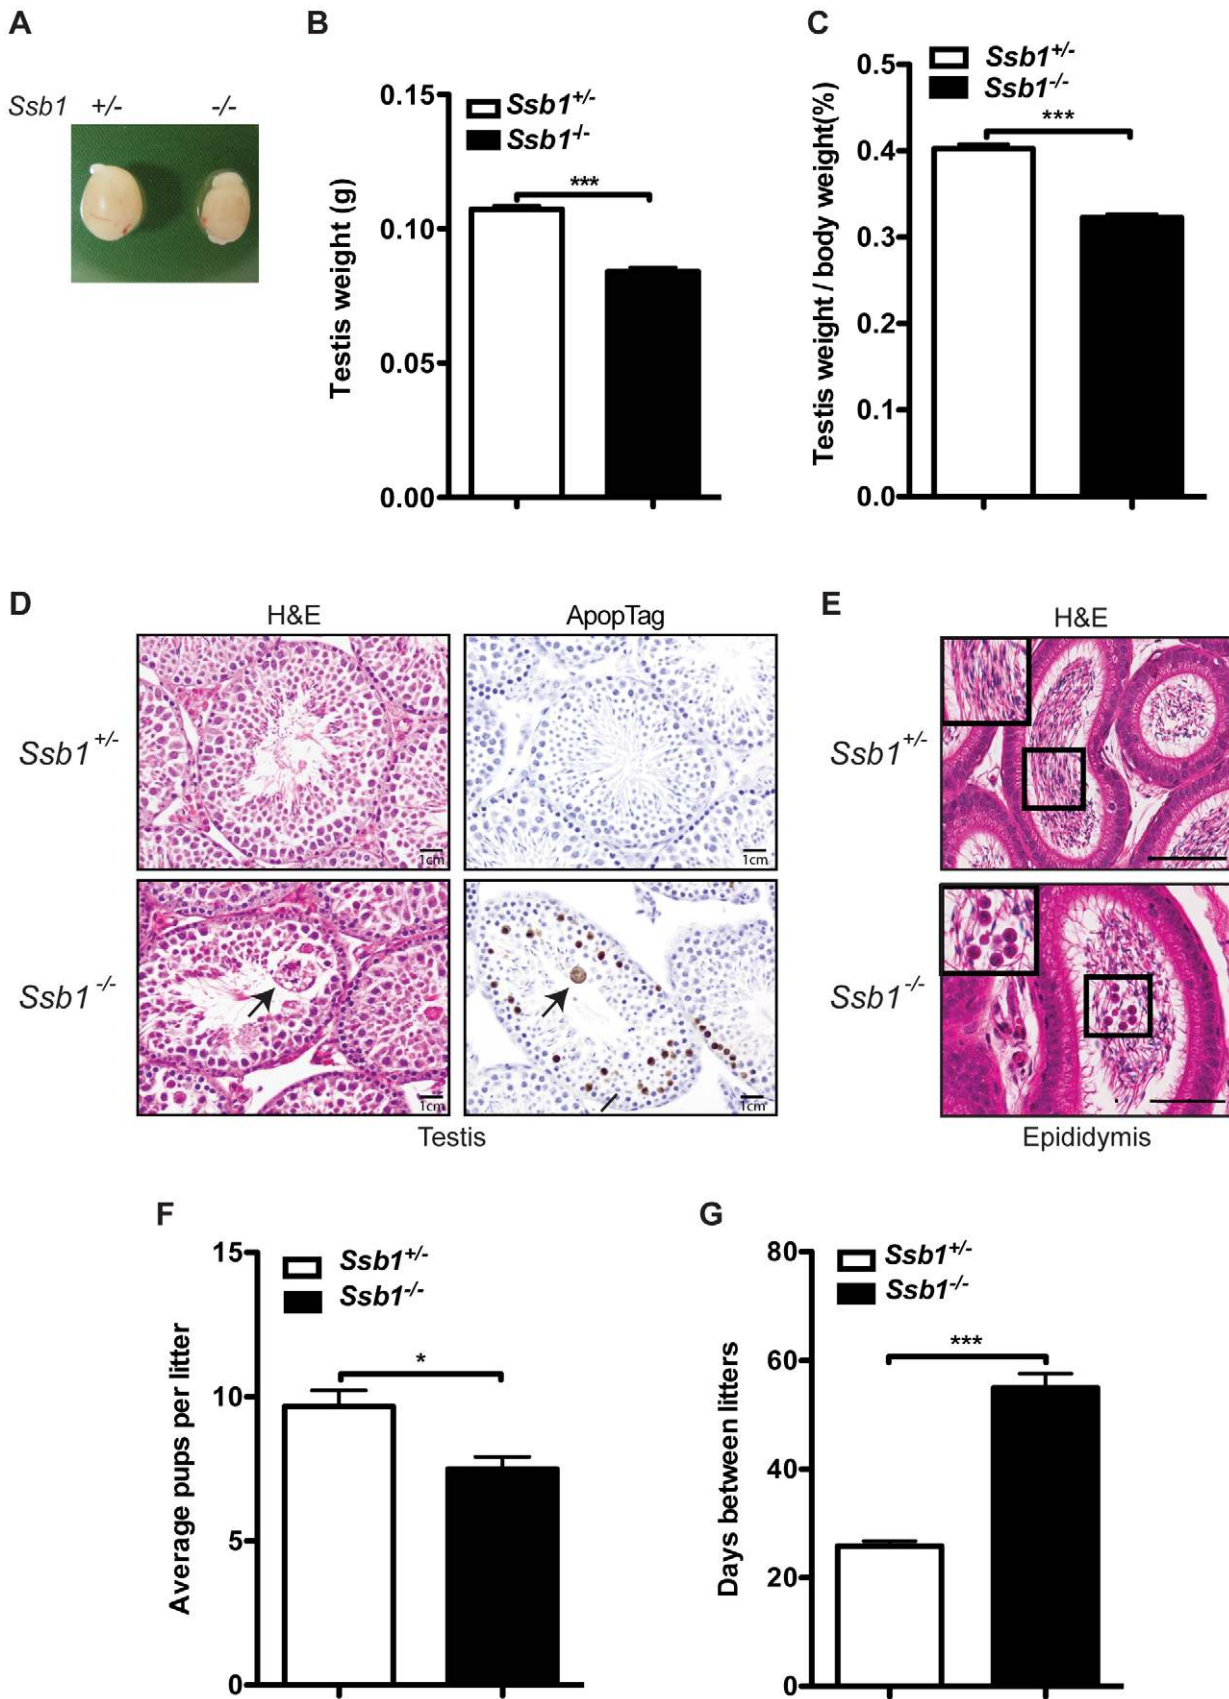 A
Ssb1 +/- -/-
B
Ssb1+/-
Ssb1-/-
***
Testis weight (g)
0.15
0.10
0.05
0.00
C
Ssb1+/-
Ssb1-/-
***
Testis weight / body weight(%)
0.5
0.4
0.3
0.2
0.1
0.0
D
H&E
ApopTag
Ssb1+/-
1cm
1cm
Ssb1-/-
1cm
1cm
Testis
E
H&E
Ssb1+/-
Ssb1-/-
Epididymis
F
Ssb1+/-
Ssb1-/-
*
Average pups per litter
15
10
5
0
G
Ssb1+/-
Ssb1-/-
***
Days between litters
80
60
40
20
0